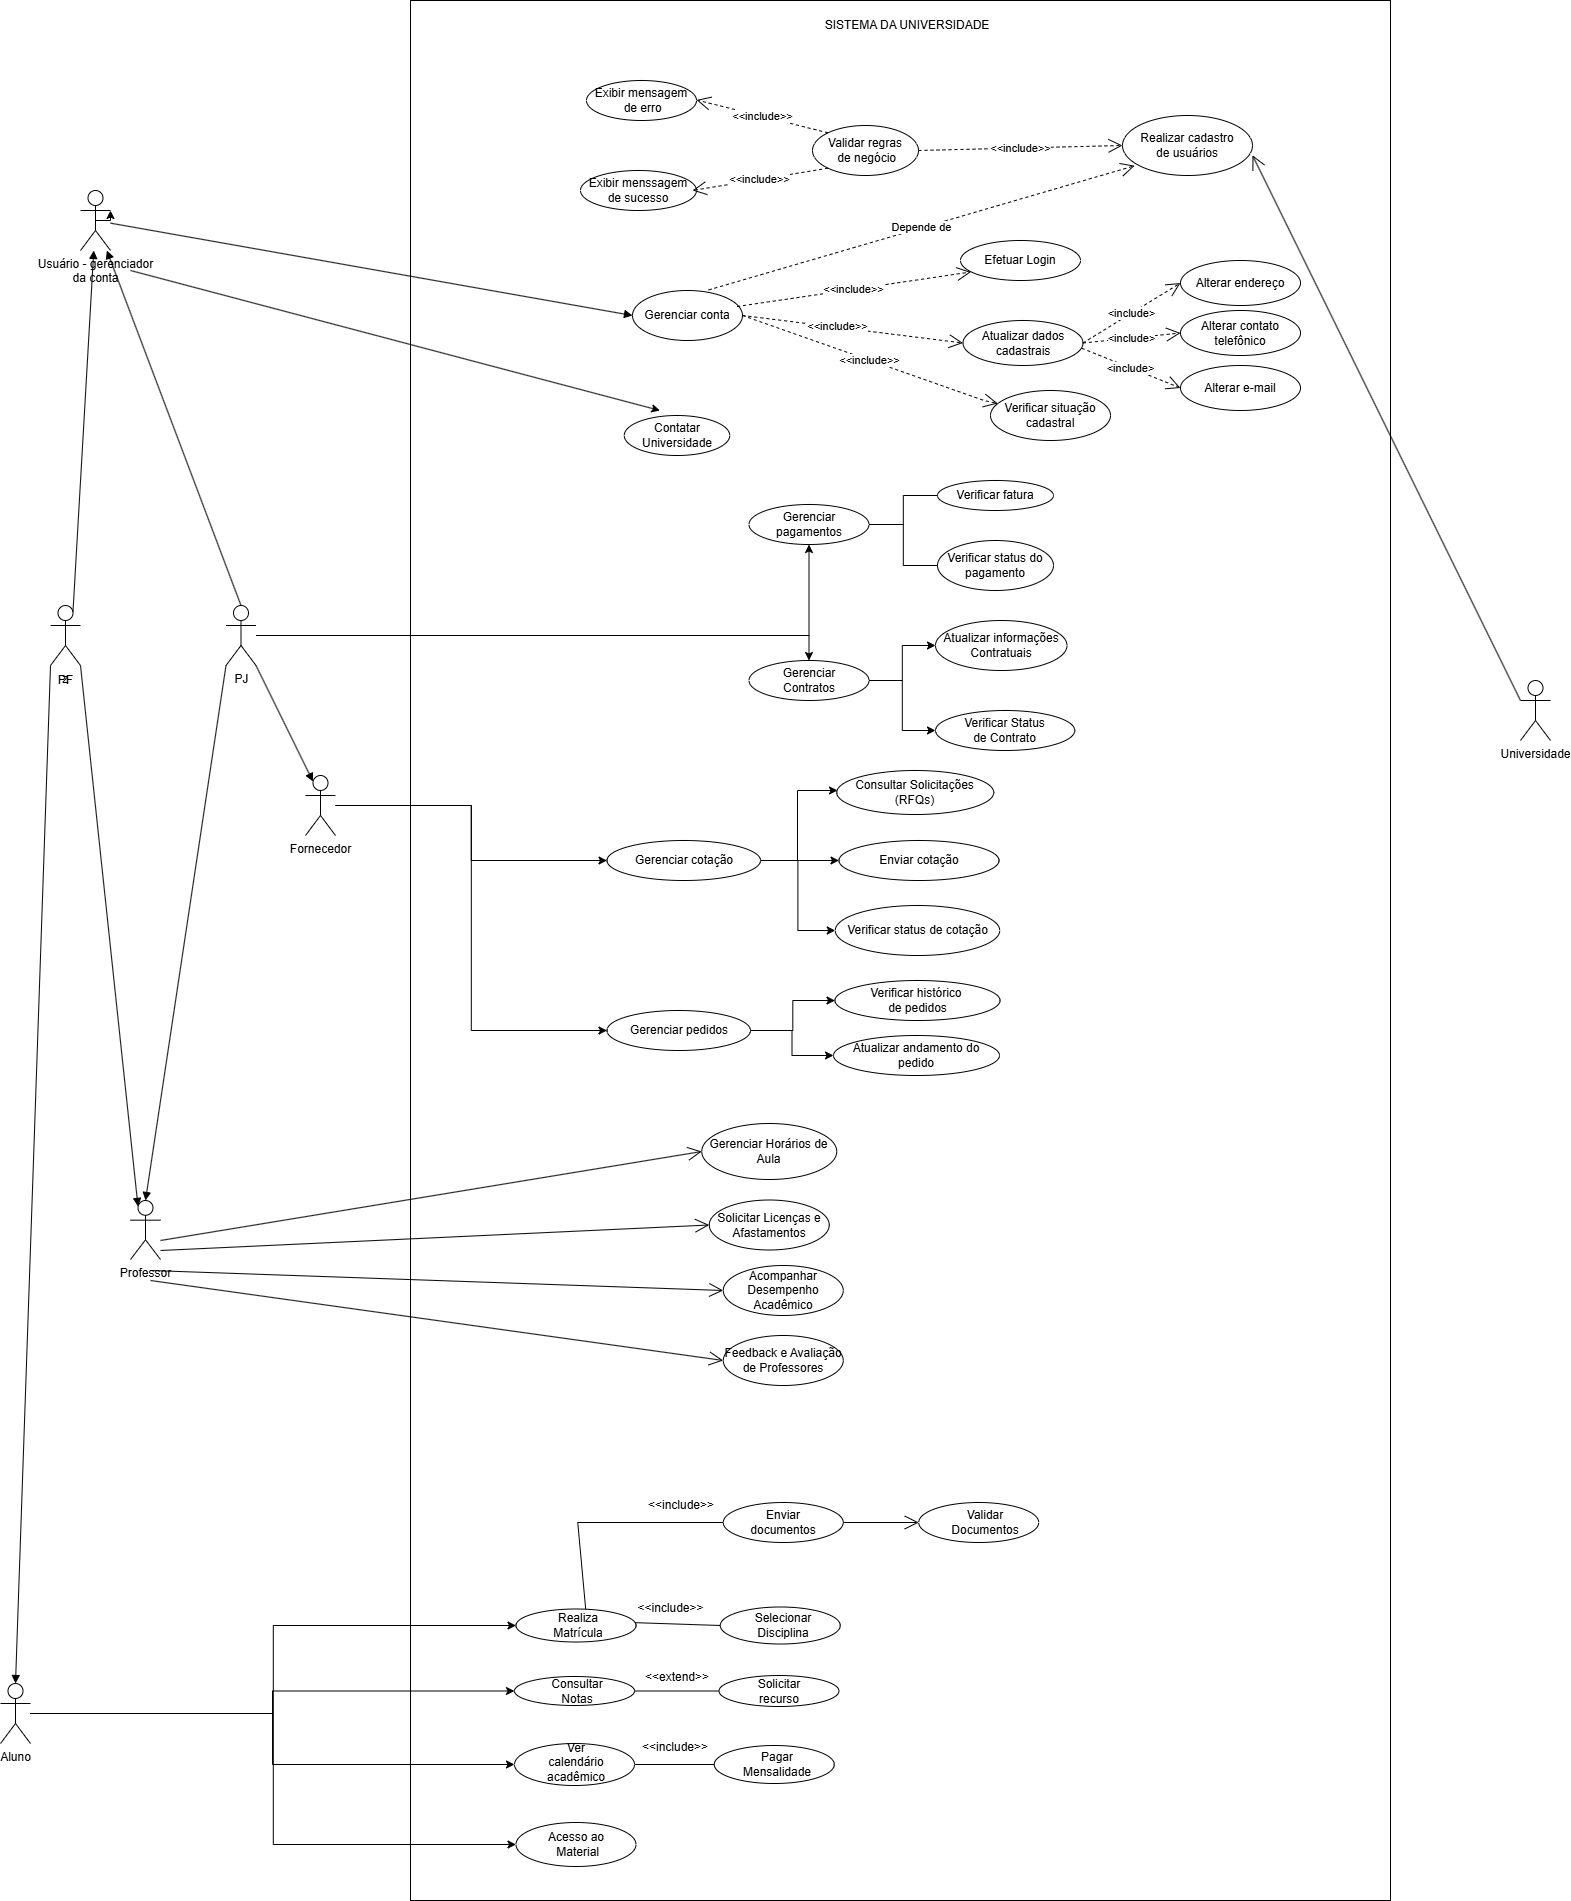 SISTEMA DA UNIVERSIDADE
Exibir mensagem
de erro
<<include>>
Validar regras
de negócio
<<include>>
Realizar cadastro
de usuários
Exibir menssagem
de sucesso
<<include>>
Depende de
Usuário - gerenciador
da conta
Efetuar Login
<<include>>
Gerenciar conta
<<include>>
Atualizar dados
cadastrais
<include>
Alterar endereço
<include>
Alterar contato
telefônico
<include>
Alterar e-mail
<<include>>
Verificar situação
cadastral
Contatar
Universidade
Gerenciar
pagamentos
Verificar fatura
Verificar status do
pagamento
PJ
Gerenciar
Contratos
Atualizar informações
Contratuais
Verificar Status
de Contrato
Universidade
Fornecedor
Gerenciar cotação
Consultar Solicitações
(RFQs)
Enviar cotação
Verificar status de cotação
Gerenciar pedidos
Verificar histórico
de pedidos
Atualizar andamento do
pedido
Professor
Gerenciar Horários de
Aula
Solicitar Licenças e
Afastamentos
Acompanhar
Desempenho
Acadêmico
Feedback e Avaliação
de Professores
<<include>>
Enviar
documentos
Validar
Documentos
Realiza
Matrícula
<<include>>
Selecionar
Disciplina
Consultar
Notas
<<extend>>
Solicitar
recurso
Aluno
Ver
calendário
acadêmico
<<include>>
Pagar
Mensalidade
Acesso ao
Material